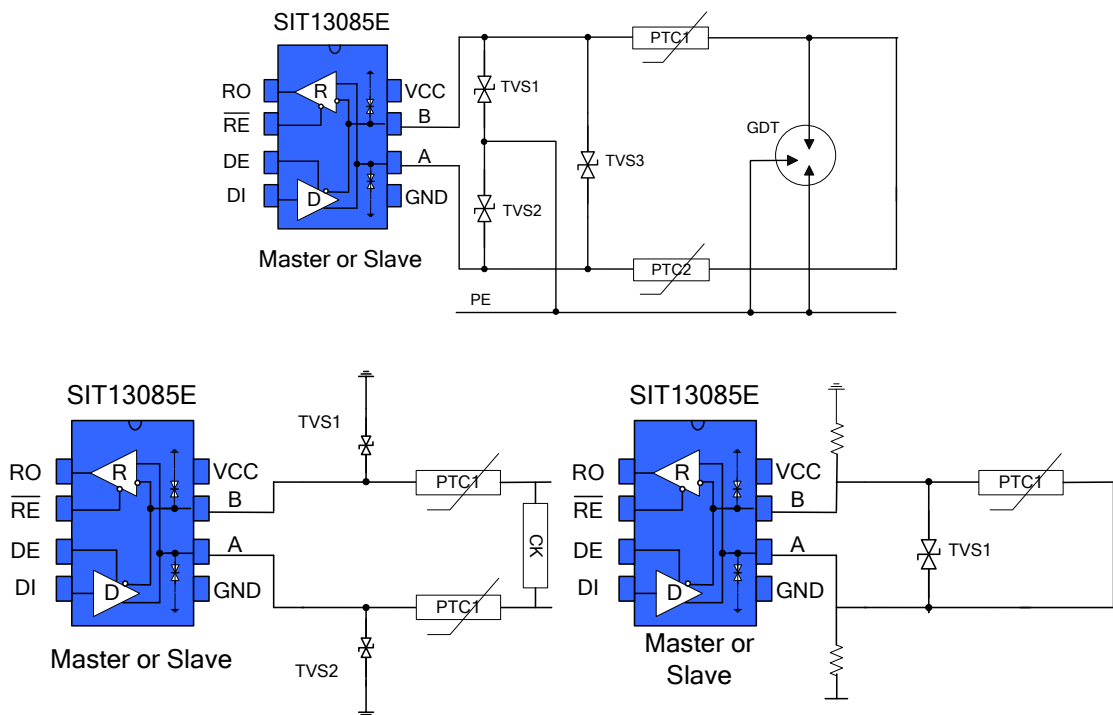 SIT13085E
RO
RE
DE
DI
R
D
VCC
B
A
GND
Master or Slave
TVS1
TVS2
TVS3
PTC1
PTC2
GDT
PE
SIT13085E
RO
RE
DE
DI
R
D
VCC
B
A
GND
Master or Slave
TVS1
TVS2
PTC1
PTC1
CK
SIT13085E
RO
RE
DE
DI
R
D
VCC
B
A
GND
Master or
Slave
TVS1
PTC1